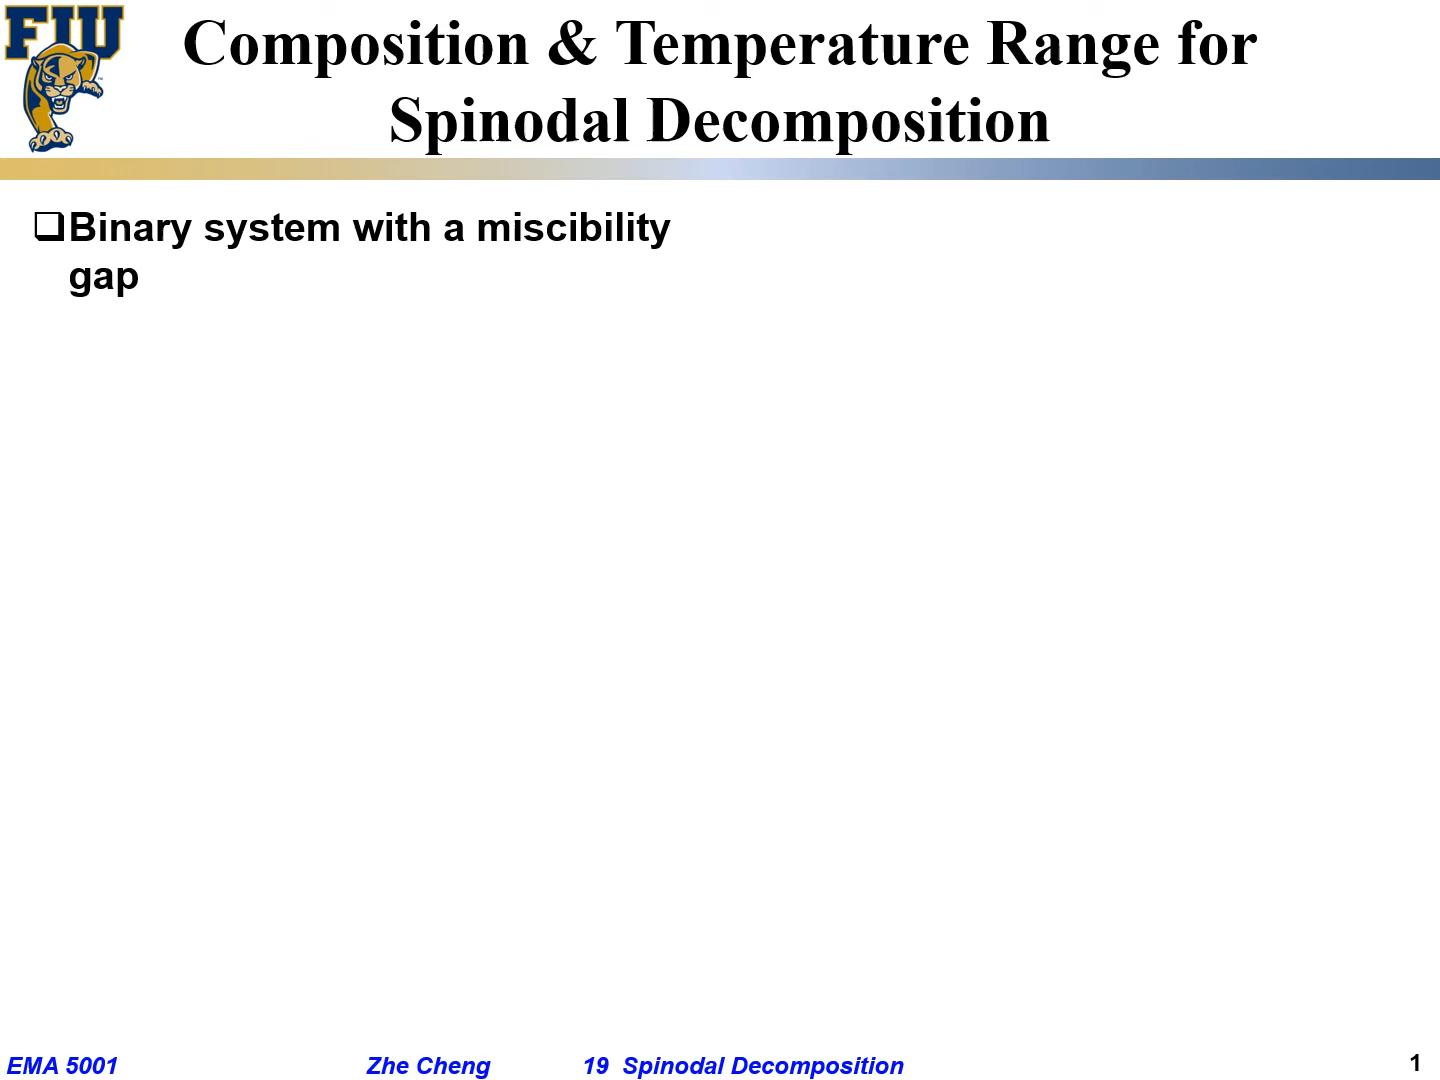 FIU
Composition & Temperature Range for
Spinodal Decomposition
❑Binary system with a miscibility
gap
EMA 5001 Zhe Cheng 19 Spinodal Decomposition 1